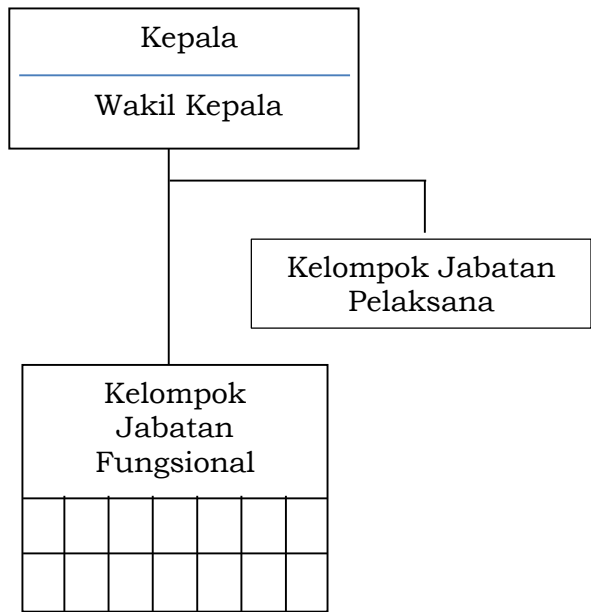 Kepala
Wakil Kepala
Kelompok Jabatan
Pelaksana
Kelompok
Jabatan
Fungsional